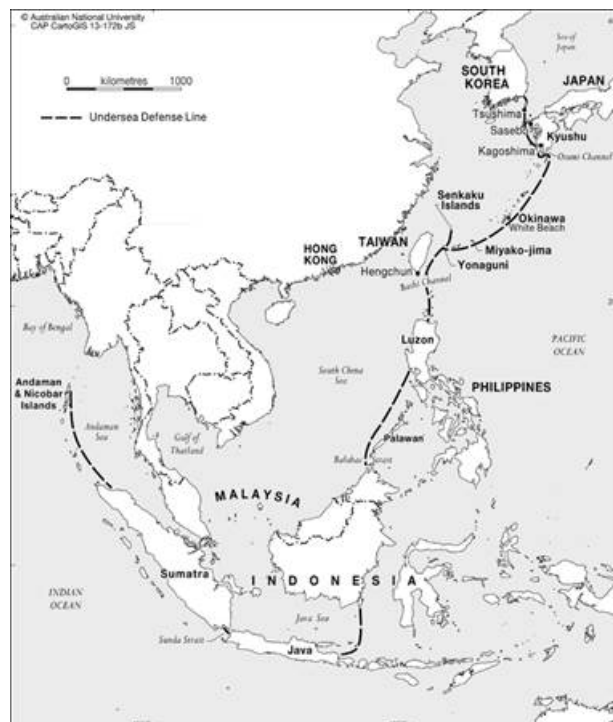 © Australian National University
CAP CartoGIS 13-172b JS
0 kilometres 1000
Undersea Defense Line
Sea of
Japan
SOUTH
KOREA
JAPAN
Tsushima
Sasebo
Kyushu
Kagoshima
Osumi Channel
Senkaku
Islands
Okinawa
White Beach
TAIWAN
Miyako-jima
HONG
KONG
Yonaguni
Hengchun
Bashi Channel
Bay of Bengal
Luzon
PACIFIC
OCEAN
South China
Sea
Andaman
& Nicobar
Islands
PHILIPPINES
Andaman
Sea
Gulf of
Thailand
Palawan
Balabac Strait
MALAYSIA
INDONESIA
Sumatra
INDIAN
OCEAN
Java Sea
Sunda Strait
Java